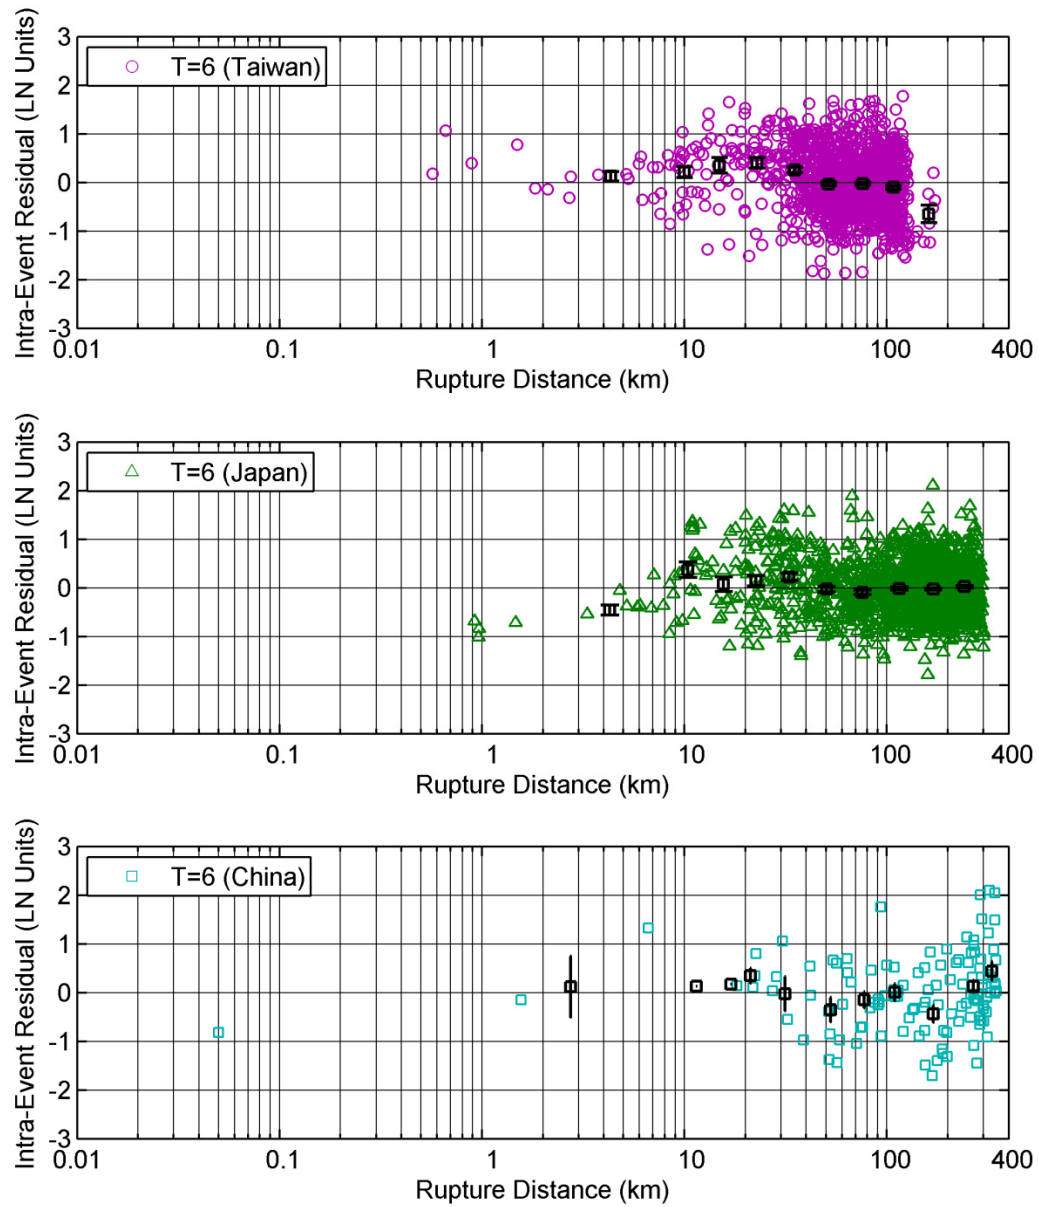 Intra-Event Residual (LN Units)
3
2
1
0
-1
-2
-3
T=6 (Taiwan)
0.01 0.1 1 10 100 400
Rupture Distance (km)
Intra-Event Residual (LN Units)
3
2
1
0
-1
-2
-3
T=6 (Japan)
0.01 0.1 1 10 100 400
Rupture Distance (km)
Intra-Event Residual (LN Units)
3
2
1
0
-1
-2
-3
T=6 (China)
0.01 0.1 1 10 100 400
Rupture Distance (km)